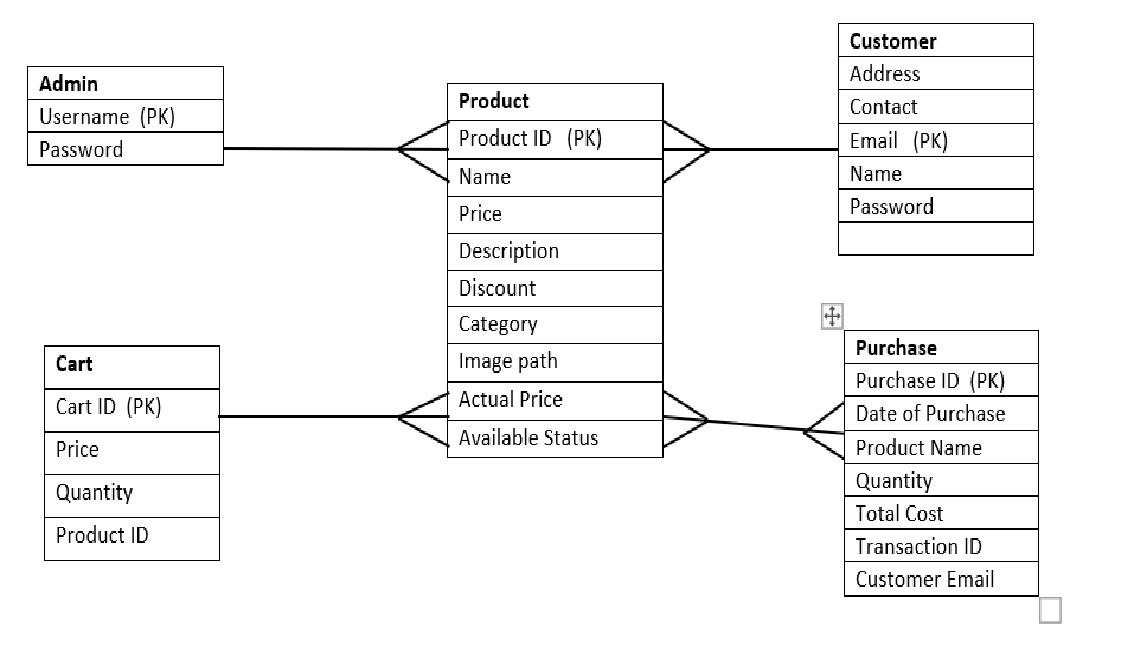 Admin
Username (PK)
Password
Product
Product ID (PK)
Name
Price
Description
Discount
Category
Image path
Actual Price
Available Status
Customer
Address
Contact
Email (PK)
Name
Password
Cart
Cart ID (PK)
Price
Quantity
Product ID
Purchase
Purchase ID (PK)
Date of Purchase
Product Name
Quantity
Total Cost
Transaction ID
Customer Email